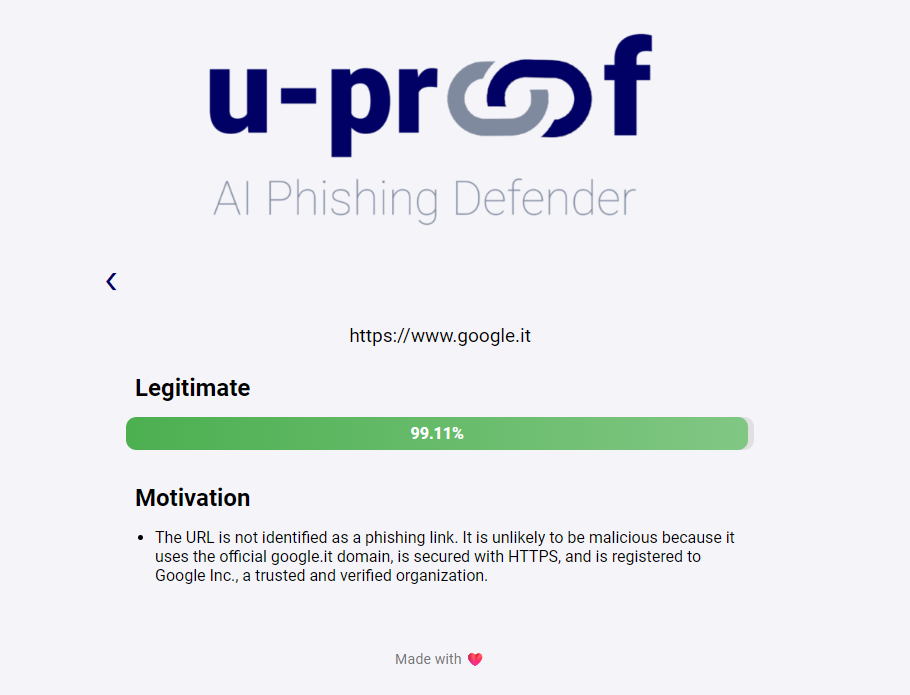 u-proof
AI Phishing Defender
https://www.google.it
Legitimate
99.11%
Motivation
The URL is not identified as a phishing link. It is unlikely to be malicious because it
uses the official google.it domain, is secured with HTTPS, and is registered to
Google Inc., a trusted and verified organization.
Made with ❤